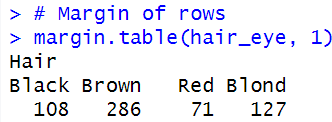 > # Margin of rows
> margin.table(hair_eye, 1)
Hair
Black Brown   Red Blond
  108   286    71   127